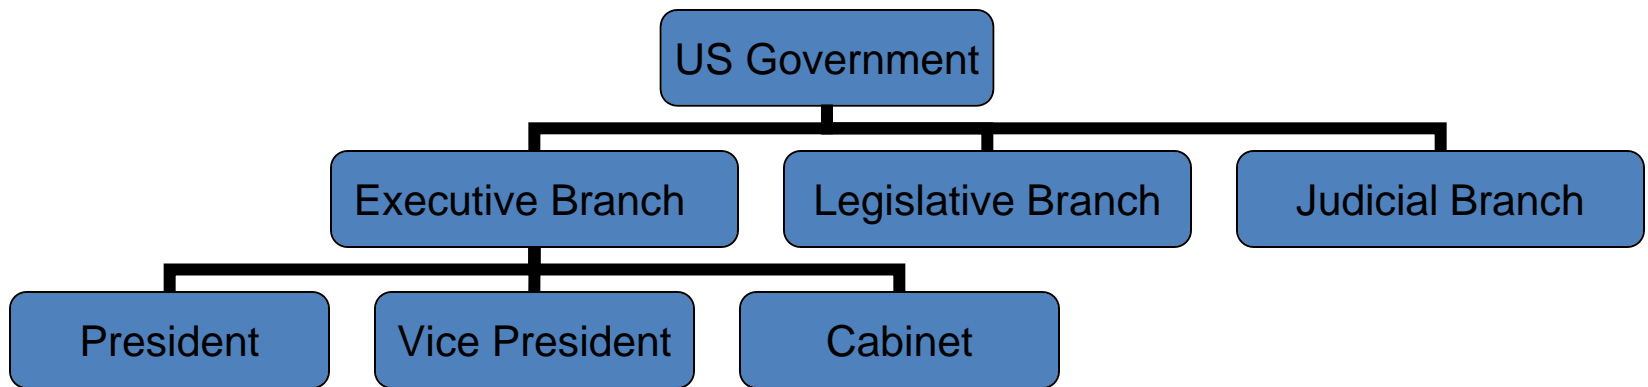 US Government
Executive Branch
Legislative Branch
Judicial Branch
President
Vice President
Cabinet